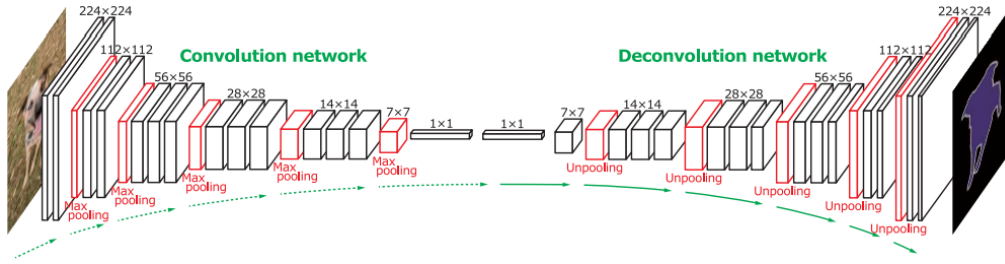 224×224
224×224
112×112
112×112
Convolution network
Deconvolution network
56×56
56×56
28×28
28×28
14×14
14×14
7×7
7×7
1×1
1×1
Max
pooling
Max
pooling
Max
pooling
Max
pooling
Max
pooling
Unpooling
Unpooling
Unpooling
Unpooling
Unpooling